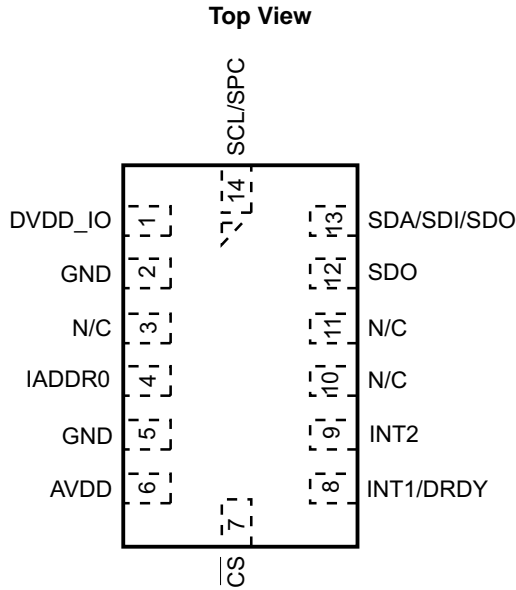 Top View
SCL/SPC
14
DVDD_IO 1
13 SDA/SDI/SDO
GND 2
12 SDO
N/C 3
11 N/C
IADDR0 4
10 N/C
GND 5
9 INT2
AVDD 6
8 INT1/DRDY
7
CS